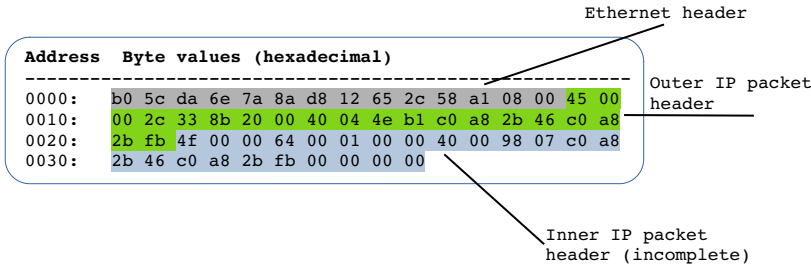 Ethernet header
Address Byte values (hexadecimal)
-------------------------------------------------------------
0000: b0 5c da 6e 7a 8a d8 12 65 2c 58 a1 08 00 45 00
0010: 00 2c 33 8b 20 00 40 04 4e b1 c0 a8 2b 46 c0 a8
0020: 2b fb 4f 00 00 64 00 01 00 00 40 00 98 07 c0 a8
0030: 2b 46 c0 a8 2b fb 00 00 00 00
Outer IP packet
header
Inner IP packet
header (incomplete)